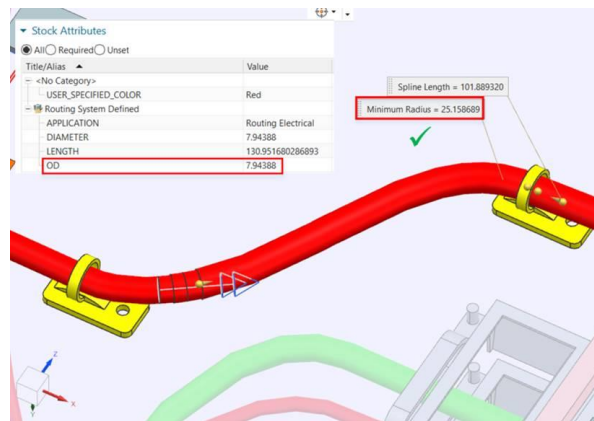 Stock Attributes
All Required Unset
Title/Alias Value
<No Category>
USER_SPECIFIED_COLOR Red
Routing System Defined
APPLICATION Routing Electrical
DIAMETER 7.94388
LENGTH 130.951680286893
OD 7.94388
Spline Length = 101.889320
Minimum Radius = 25.158689
Z
X
Y